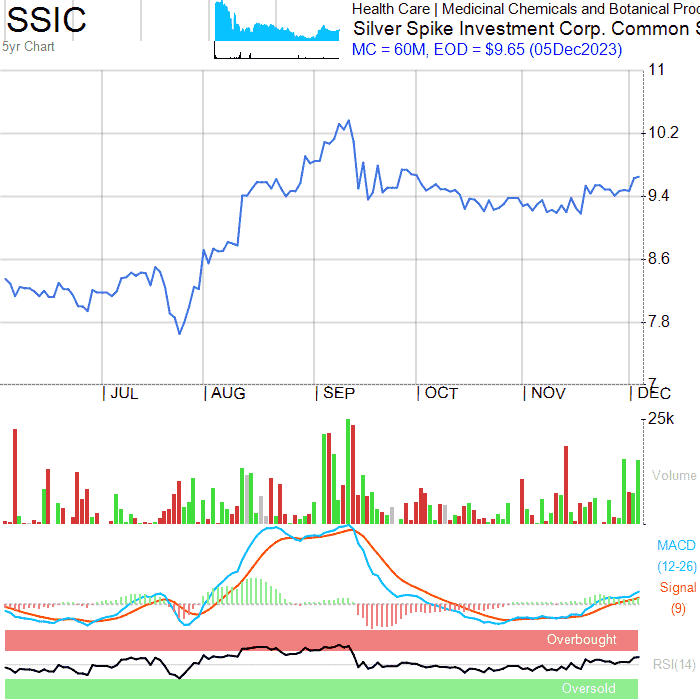 SSIC
5yr Chart
Health Care | Medicinal Chemicals and Botanical Proc
Silver Spike Investment Corp. Common S
MC = 60M, EOD = $9.65 (05Dec2023)
11
10.2
9.4
8.6
7.8
7
| JUL | AUG | SEP | OCT | NOV | DEC
25k
Volume
MACD
(12-26)
Signal
(9)
Overbought
RSI(14)
Oversold